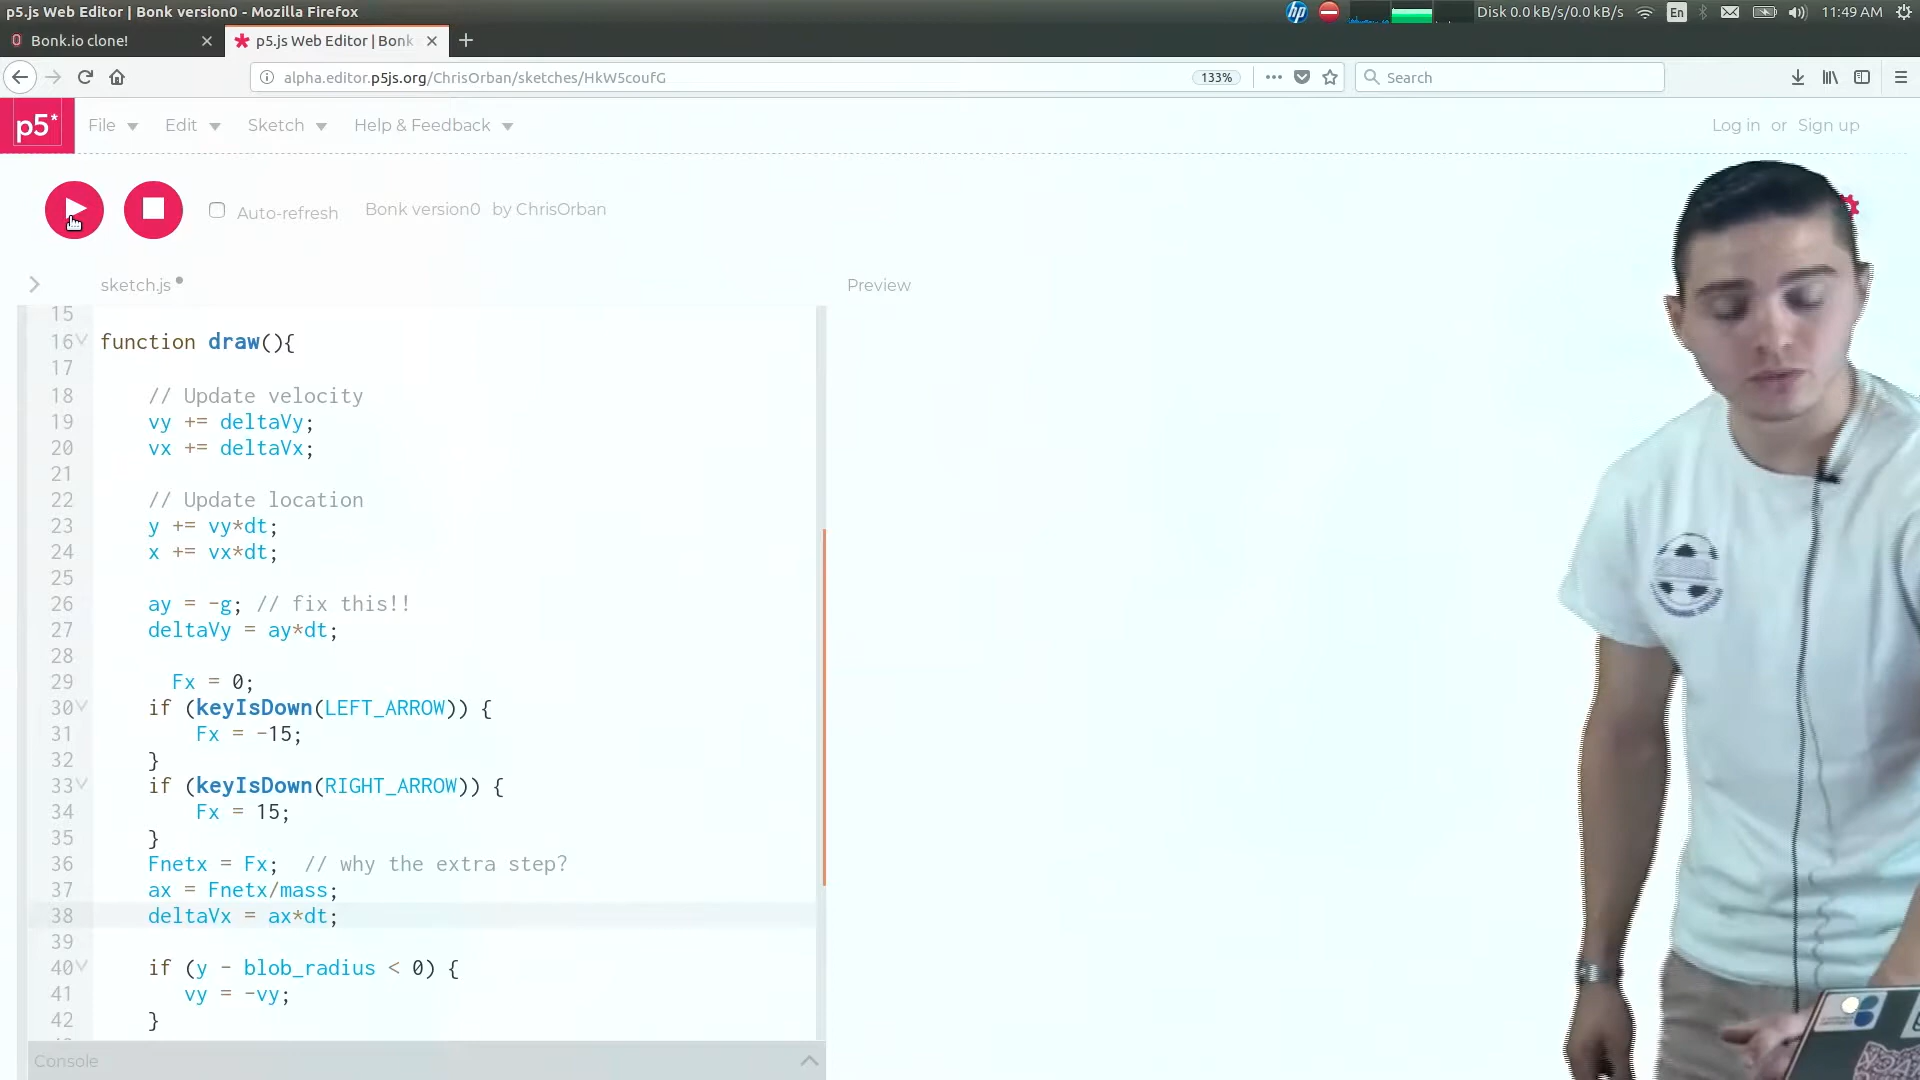 p5.js Web Editor | Bonk version0 - Mozilla Firefox
hp Disk 0.0 kB/s/0.0 kB/s En 11:49 AM
Bonk.io clone!
p5.js Web Editor | Bonk
alpha.editor.p5js.org/ChrisOrban/sketches/HkW5coufG
133%
Search
p5*
File
Edit
Sketch
Help & Feedback
Log in or Sign up
Auto-refresh
Bonk version0 by ChrisOrban
sketch.js
Preview
15
16 function draw(){
17
18 // Update velocity
19 vy += deltaVy;
20 vx += deltaVx;
21
22 // Update location
23 y += vy*dt;
24 x += vx*dt;
25
26 ay = -g; // fix this!!
27 deltaVy = ay*dt;
28
29 Fx = 0;
30 if (keyIsDown(LEFT_ARROW)) {
31 Fx = -15;
32 }
33 if (keyIsDown(RIGHT_ARROW)) {
34 Fx = 15;
35 }
36 Fnetx = Fx; // why the extra step?
37 ax = Fnetx/mass;
38 deltaVx = ax*dt;
39
40 if (y - blob_radius < 0) {
41 vy = -vy;
42 }
Console